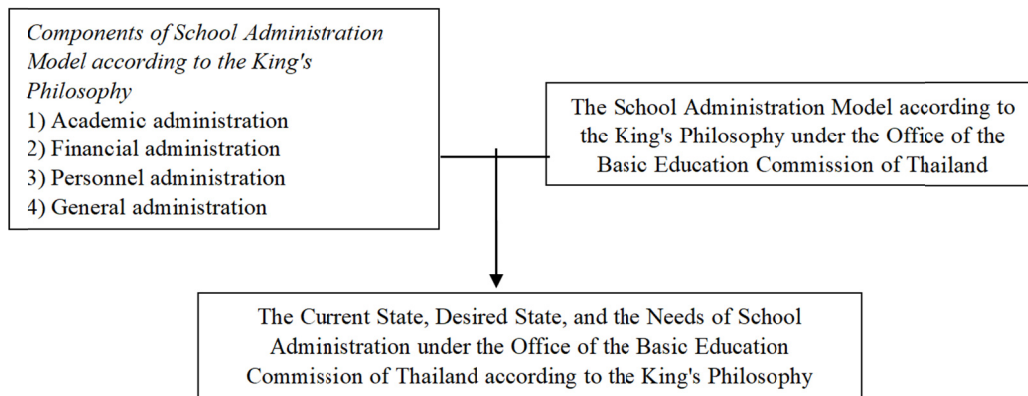 Components of School Administration
Model according to the King's
Philosophy
1) Academic administration
2) Financial administration
3) Personnel administration
4) General administration
The School Administration Model according to
the King's Philosophy under the Office of the
Basic Education Commission of Thailand
The Current State, Desired State, and the Needs of School
Administration under the Office of the Basic Education
Commission of Thailand according to the King's Philosophy